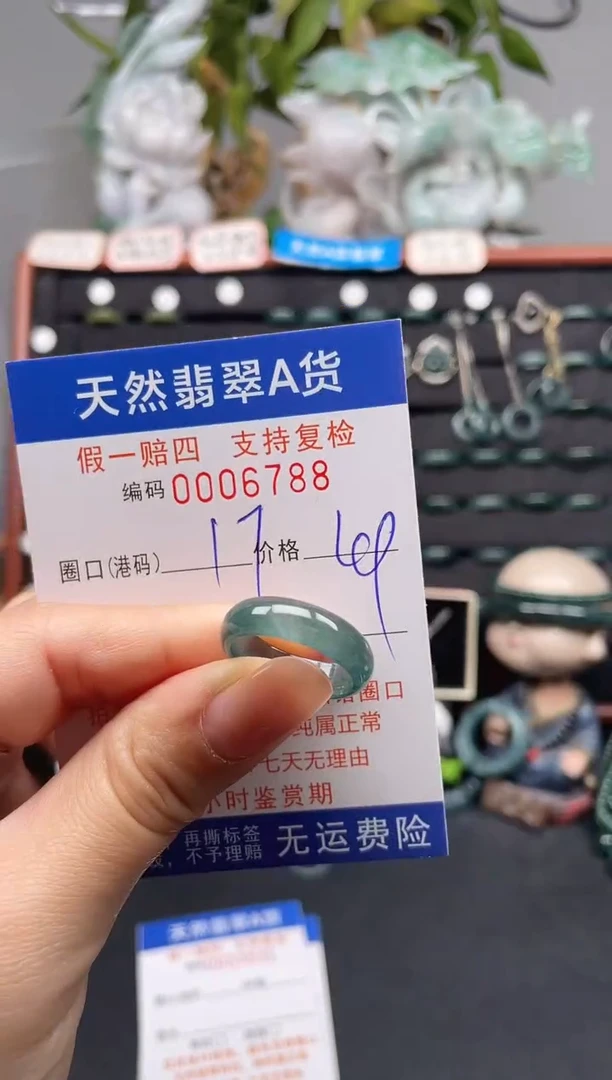 天然翡翠A货
假一赔四 支持复检
编码 0006788
圈口(港码) 17 价格 69
圈口
纯属正常
七天无理由
小时鉴赏期
再撕标签
不予理赔
无运费险